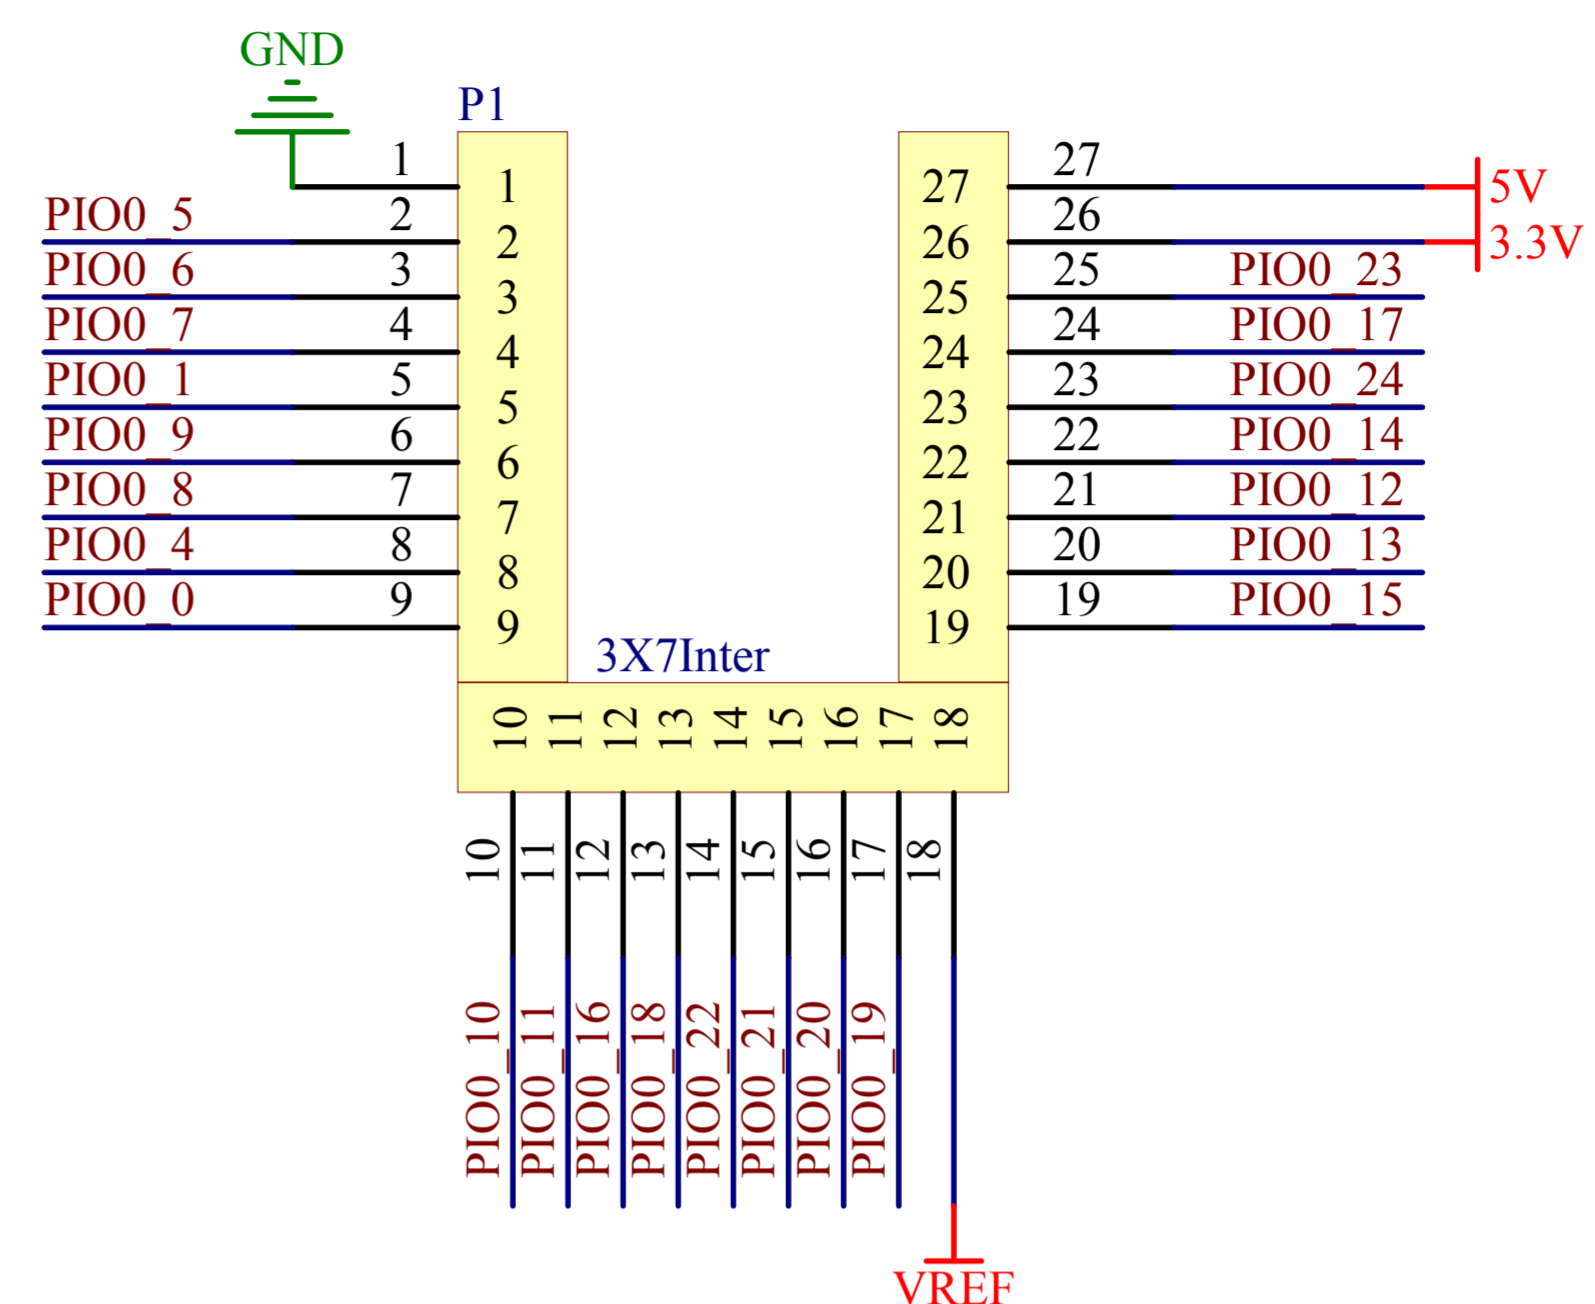 GND
P1
1 1 27 27 5V
PIO0_5 2 2 26 26 3.3V
PIO0_6 3 3 25 25 PIO0_23
PIO0_7 4 4 24 24 PIO0_17
PIO0_1 5 5 23 23 PIO0_24
PIO0_9 6 6 22 22 PIO0_14
PIO0_8 7 7 21 21 PIO0_12
PIO0_4 8 8 20 20 PIO0_13
PIO0_0 9 9 19 19 PIO0_15
3X7Inter
10 11 12 13 14 15 16 17 18
10 11 12 13 14 15 16 17 18
PIO0_10 PIO0_11 PIO0_16 PIO0_18 PIO0_22 PIO0_21 PIO0_20 PIO0_19
VREF